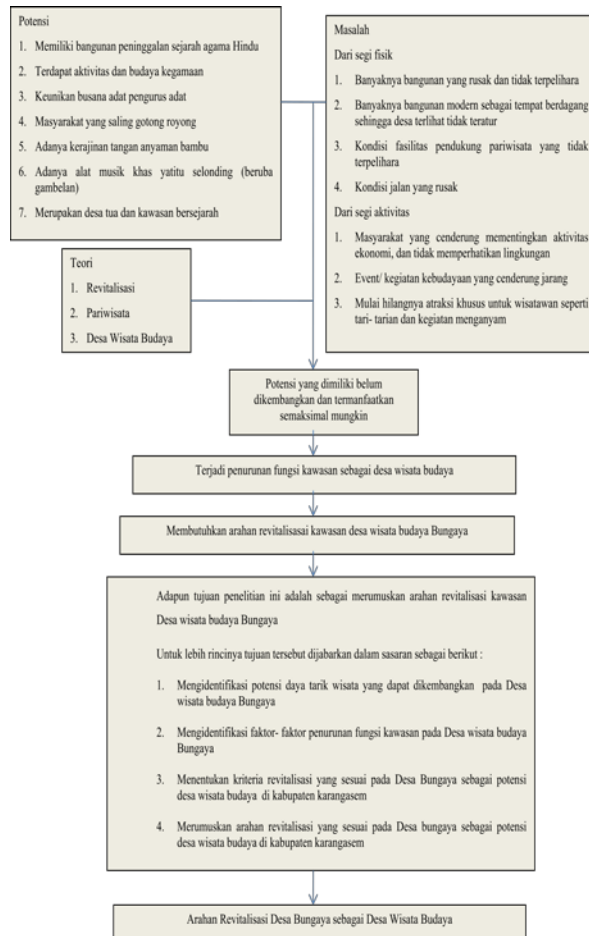 Potensi
1. Memiliki bangunan peninggalan sejarah agama Hindu
2. Terdapat aktivitas dan budaya kegamaan
3. Keunikan busana adat pengurus adat
4. Masyarakat yang saling gotong royong
5. Adanya kerajinan tangan anyaman bambu
6. Adanya alat musik khas yatitu selonding (beruba
gambelan)
7. Merupakan desa tua dan kawasan bersejarah
Masalah
Dari segi fisik
1. Banyaknya bangunan yang rusak dan tidak terpelihara
2. Banyaknya bangunan modern sebagai tempat berdagang
sehingga desa terlihat tidak teratur
3. Kondisi fasilitas pendukung pariwisata yang tidak
terpelihara
4. Kondisi jalan yang rusak
Dari segi aktivitas
1. Masyarakat yang cenderung mementingkan aktivitas
ekonomi, dan tidak memperhatikan lingkungan
2. Event/ kegiatan kebudayaan yang cenderung jarang
3. Mulai hilangnya atraksi khusus untuk wisatawan seperti
tari- tarian dan kegiatan menganyam
Teori
1. Revitalisasi
2. Pariwisata
3. Desa Wisata Budaya
Potensi yang dimiliki belum
dikembangkan dan termanfaatkan
semaksimal mungkin
Terjadi penurunan fungsi kawasan sebagai desa wisata budaya
Membutuhkan arahan revitalisasai kawasan desa wisata budaya Bungaya
Adapun tujuan penelitian ini adalah sebagai merumuskan arahan revitalisasi kawasan
Desa wisata budaya Bungaya
Untuk lebih rincinya tujuan tersebut dijabarkan dalam sasaran sebagai berikut :
1. Mengidentifikasi potensi daya tarik wisata yang dapat dikembangkan pada Desa
wisata budaya Bungaya
2. Mengidentifikasi faktor- faktor penurunan fungsi kawasan pada Desa wisata budaya
Bungaya
3. Menentukan kriteria revitalisasi yang sesuai pada Desa Bungaya sebagai potensi
desa wisata budaya di kabupaten karangasem
4. Merumuskan arahan revitalisasi yang sesuai pada Desa bungaya sebagai potensi
desa wisata budaya di kabupaten karangasem
Arahan Revitalisasi Desa Bungaya sebagai Desa Wisata Budaya